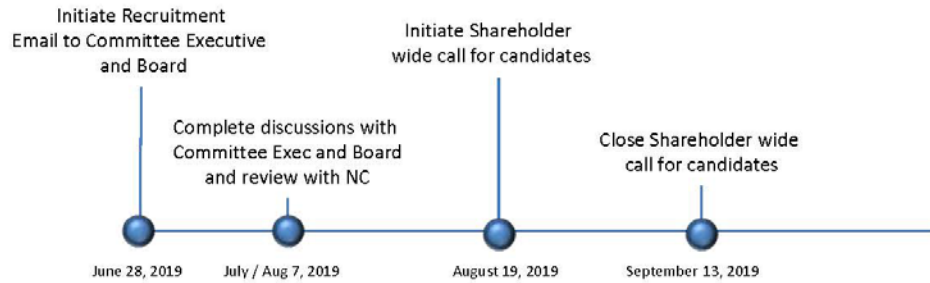 Initiate Recruitment
Email to Committee Executive
and Board
Complete discussions with
Committee Exec and Board
and review with NC
Initiate Shareholder
wide call for candidates
Close Shareholder wide
call for candidates
June 28, 2019
July / Aug 7, 2019
August 19, 2019
September 13, 2019